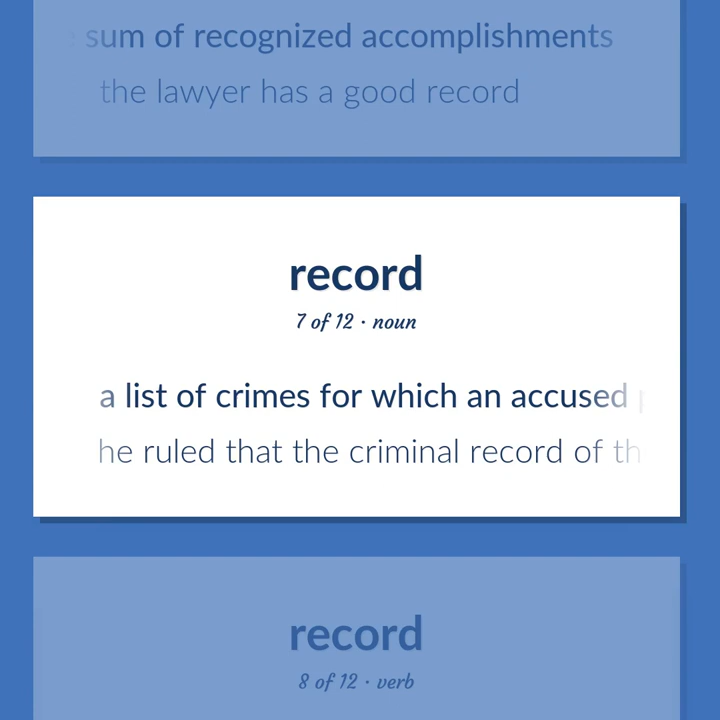 sum of recognized accomplishments
the lawyer has a good record
record
7 of 12 · noun
a list of crimes for which an accused
he ruled that the criminal record of th
record
8 of 12 · verb